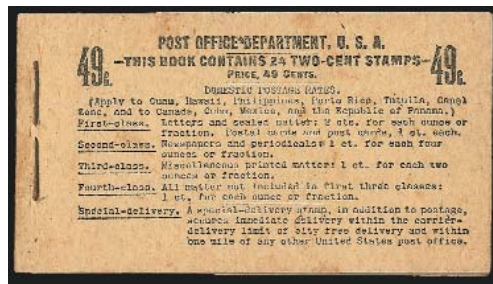 POST OFFICE DEPARTMENT, U. S. A.
49c. —THIS BOOK CONTAINS 24 TWO-CENT STAMPS— 49c.
PRICE, 49 CENTS.
DOMESTIC POSTAGE RATES.
(Apply to Guam, Hawaii, Philippines, Porto Rico, Tutuila, Canal
Zone, and to Canada, Cuba, Mexico, and the Republic of Panama.)
First-class. Letters and sealed matter: 2 cts. for each ounce or
fraction. Postal cards and post cards, 1 ct. each.
Second-class. Newspapers and periodicals: 1 ct. for each four
ounces or fraction.
Third-class. Miscellaneous printed matter: 1 ct. for each two
ounces or fraction.
Fourth-class. All matter not included in first three classes:
1 ct. for each ounce or fraction.
Special-delivery. A special-delivery stamp, in addition to postage,
secures immediate delivery within the carrier-
delivery limit of city free delivery and within
one mile of any other United States post office.